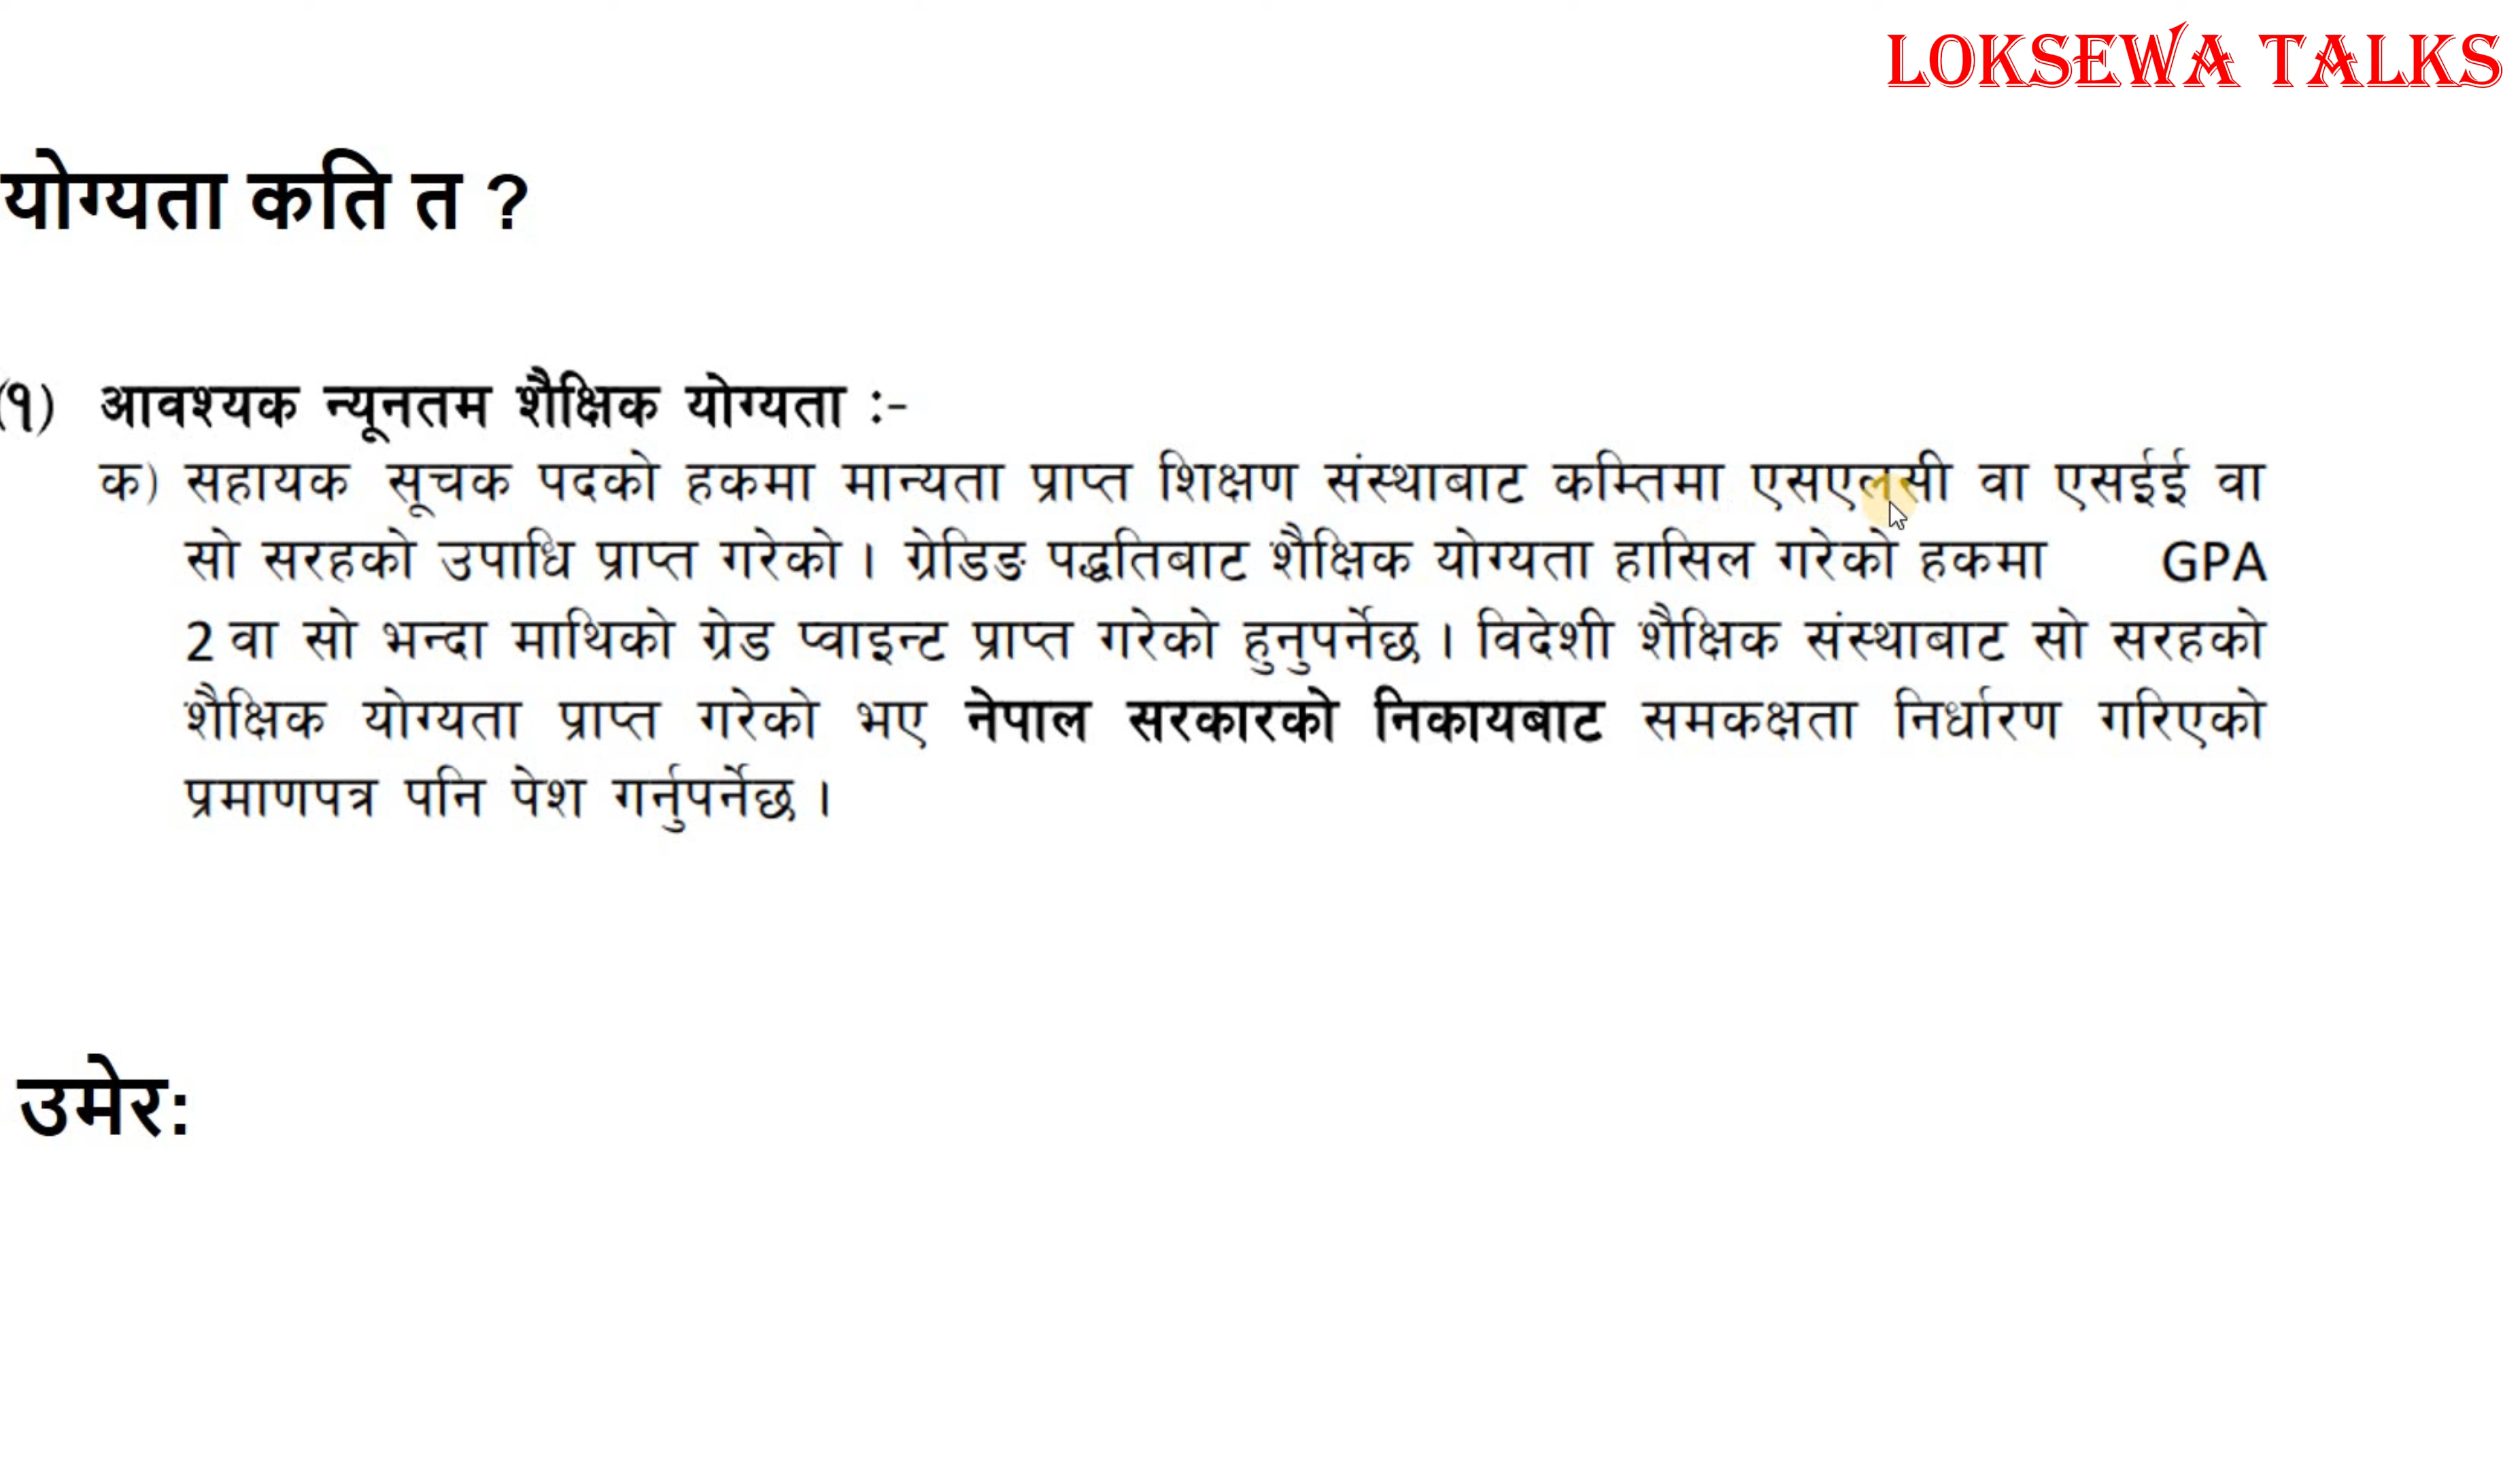 LOKSEWA TALKS
योग्यता कति त ?
(१) आवश्यक न्यूनतम शैक्षिक योग्यता :-
क) सहायक सूचक पदको हकमा मान्यता प्राप्त शिक्षण संस्थाबाट कम्तिमा एसएलसी वा एसईई वा
सो सरहको उपाधि प्राप्त गरेको । ग्रेडिङ पद्धतिबाट शैक्षिक योग्यता हासिल गरेको हकमा GPA
2 वा सो भन्दा माथिको ग्रेड प्वाइन्ट प्राप्त गरेको हुनुपर्नेछ । विदेशी शैक्षिक संस्थाबाट सो सरहको
शैक्षिक योग्यता प्राप्त गरेको भए नेपाल सरकारको निकायबाट समकक्षता निर्धारण गरिएको
प्रमाणपत्र पनि पेश गर्नुपर्नेछ ।
उमेर: